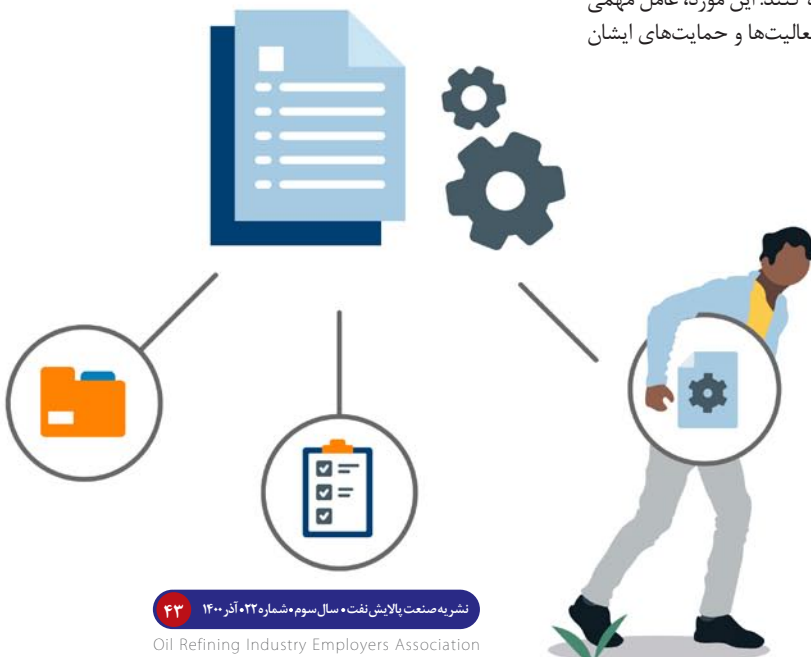 کنند. این مورد، عامل مهمی
عالیت‌ها و حمایت‌های ایشان
نشریه صنعت پالایش نفت • سال سوم • شماره ۲۲ • آذر ۱۴۰۰ ۴۳
Oil Refining Industry Employers Association